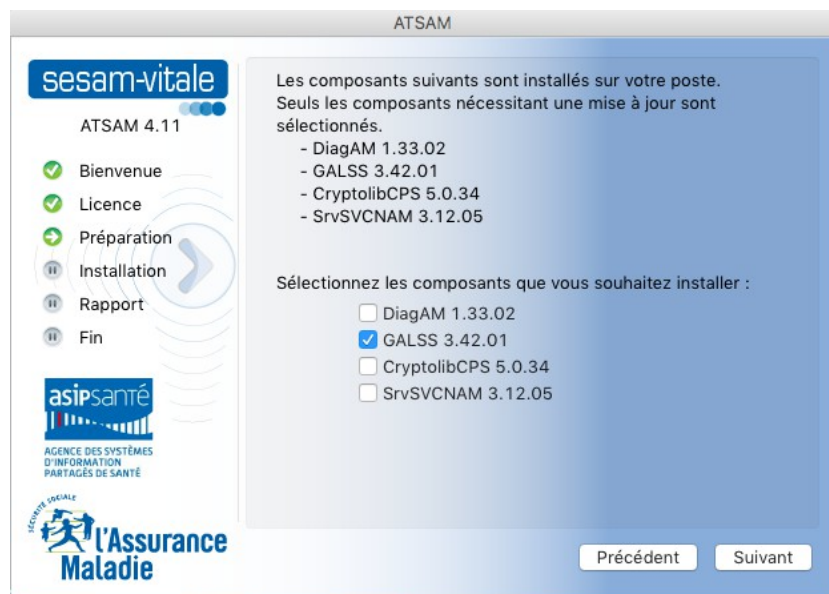 ATSAM
sesam-vitale
ATSAM 4.11
Bienvenue
Licence
Préparation
Installation
Rapport
Fin
asipsanté
AGENCE DES SYSTÈMES
D'INFORMATION
PARTAGÉS DE SANTÉ
SÉCURITÉ SOCIALE
l'Assurance
Maladie
Les composants suivants sont installés sur votre poste.
Seuls les composants nécessitant une mise à jour sont
sélectionnés.
- DiagAM 1.33.02
- GALSS 3.42.01
- CryptolibCPS 5.0.34
- SrvSVCNAM 3.12.05
Sélectionnez les composants que vous souhaitez installer :
DiagAM 1.33.02
GALSS 3.42.01
CryptolibCPS 5.0.34
SrvSVCNAM 3.12.05
Précédent
Suivant